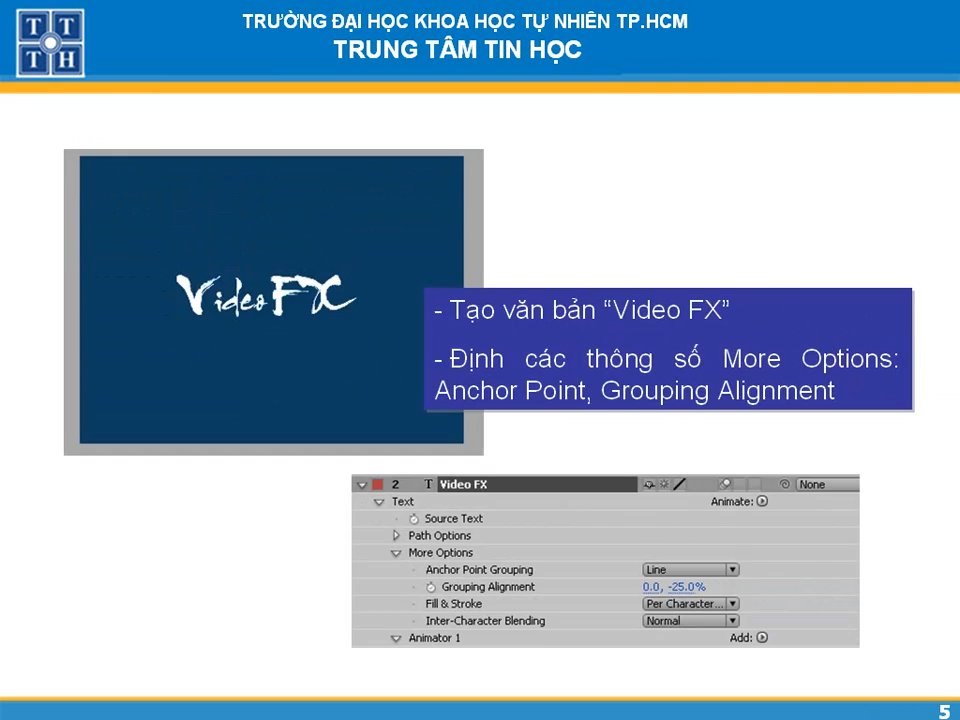 TRƯỜNG ĐẠI HỌC KHOA HỌC TỰ NHIÊN TP.HCM
TRUNG TÂM TIN HỌC
T T
T H
Video FX
- Tạo văn bản “Video FX”
- Định các thông số More Options:
Anchor Point, Grouping Alignment
2 T Video FX None
Text Animate:
Source Text
Path Options
More Options
Anchor Point Grouping Line
Grouping Alignment 0.0, -25.0%
Fill & Stroke Per Character...
Inter-Character Blending Normal
Animator 1 Add:
5